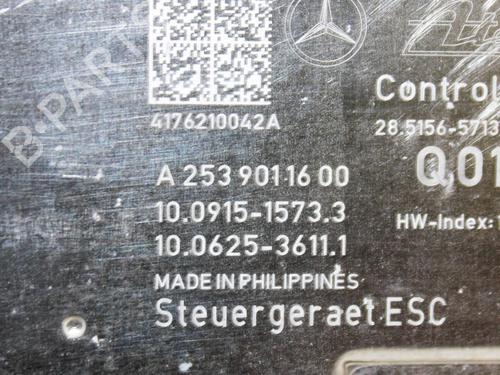 B-PARTS
4176210042A
Control
28.5156-5713
A 253 901 16 00
Q01
10.0915-1573.3
HW-Index:
10.0625-3611.1
MADE IN PHILIPPINES
Steuergeraet ESC